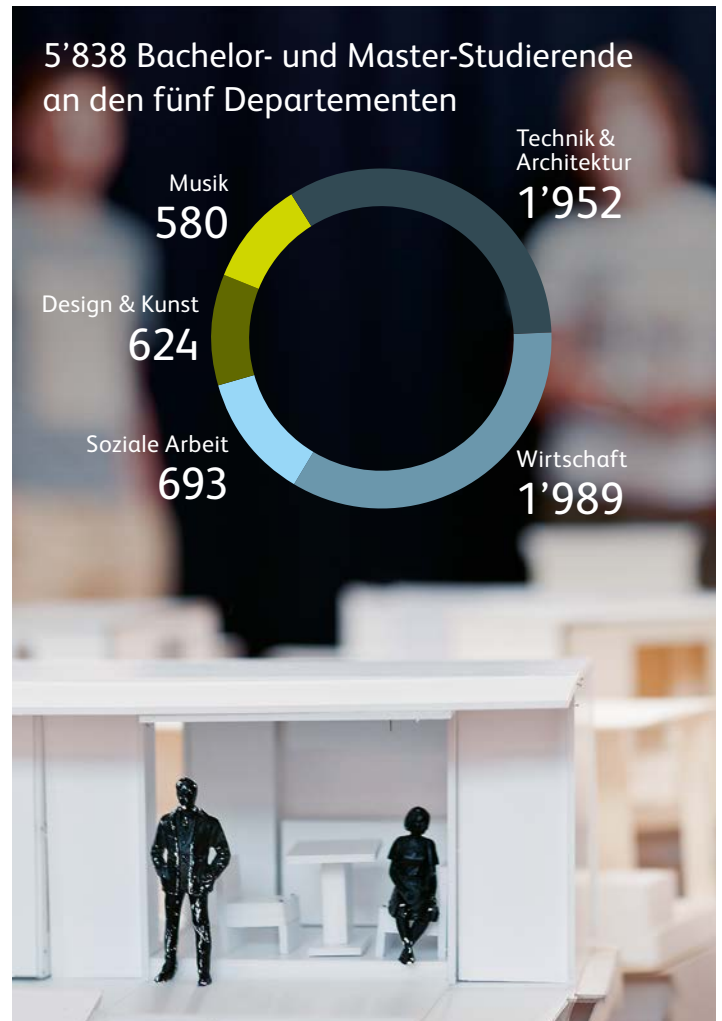 5’838 Bachelor- und Master-Studierende
an den fünf Departementen
Technik &
Architektur
1’952
Musik
580
Design & Kunst
624
Soziale Arbeit
693
Wirtschaft
1’989